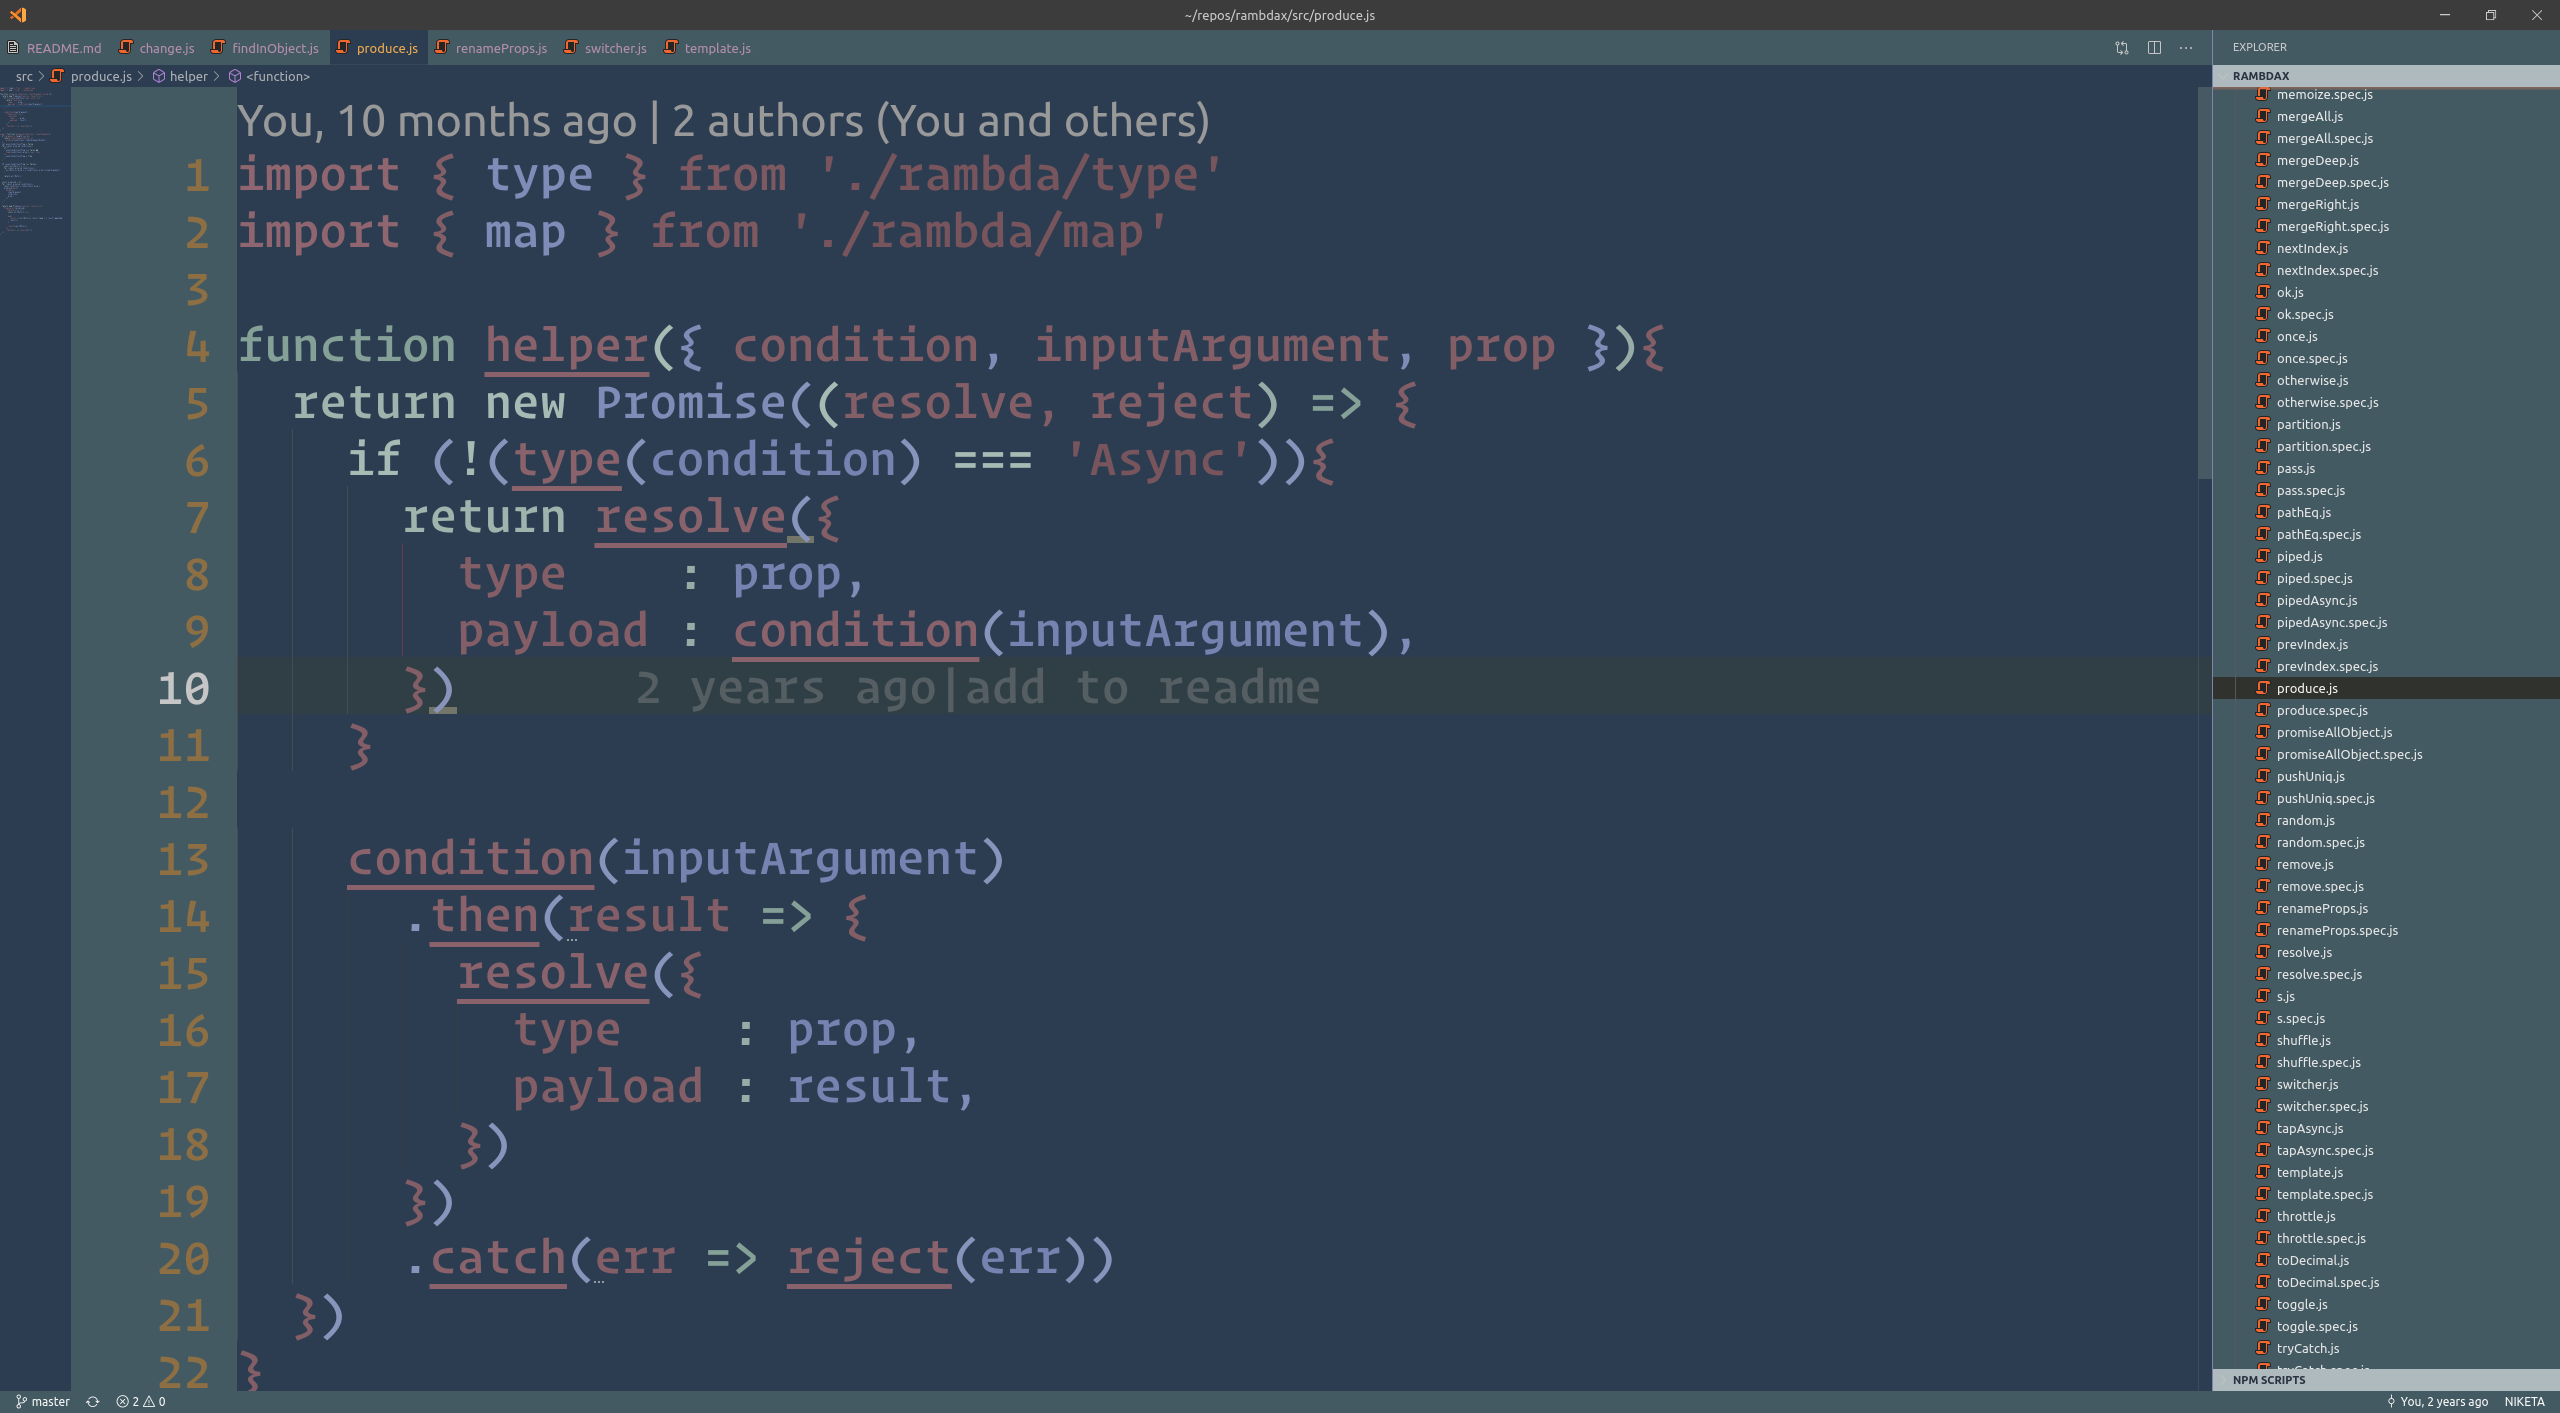 ~/repos/rambdax/src/produce.js
README.md change.js findInObject.js produce.js renameProps.js switcher.js template.js
src > produce.js > helper > <function>
You, 10 months ago | 2 authors (You and others)
1 import { type } from './rambda/type'
2 import { map } from './rambda/map'
3
4 function helper({ condition, inputArgument, prop }){
5 return new Promise((resolve, reject) => {
6 if (!(type(condition) === 'Async')){
7 return resolve({
8 type : prop,
9 payload : condition(inputArgument),
10 }) 2 years ago|add to readme
11 }
12
13 condition(inputArgument)
14 .then(result => {
15 resolve({
16 type : prop,
17 payload : result,
18 })
19 })
20 .catch(err => reject(err))
21 })
22 }
EXPLORER
RAMBDAX
memoize.spec.js
mergeAll.js
mergeAll.spec.js
mergeDeep.js
mergeDeep.spec.js
mergeRight.js
mergeRight.spec.js
nextIndex.js
nextIndex.spec.js
ok.js
ok.spec.js
once.js
once.spec.js
otherwise.js
otherwise.spec.js
partition.js
partition.spec.js
pass.js
pass.spec.js
pathEq.js
pathEq.spec.js
piped.js
piped.spec.js
pipedAsync.js
pipedAsync.spec.js
prevIndex.js
prevIndex.spec.js
produce.js
produce.spec.js
promiseAllObject.js
promiseAllObject.spec.js
pushUniq.js
pushUniq.spec.js
random.js
random.spec.js
remove.js
remove.spec.js
renameProps.js
renameProps.spec.js
resolve.js
resolve.spec.js
s.js
s.spec.js
shuffle.js
shuffle.spec.js
switcher.js
switcher.spec.js
tapAsync.js
tapAsync.spec.js
template.js
template.spec.js
throttle.js
throttle.spec.js
toDecimal.js
toDecimal.spec.js
toggle.js
toggle.spec.js
tryCatch.js
NPM SCRIPTS
master 2 0 You, 2 years ago NIKETA